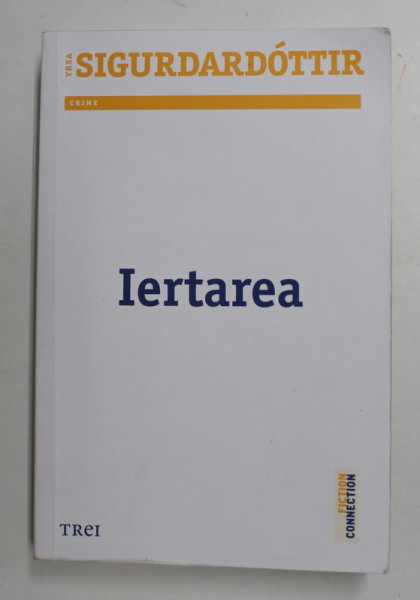 YRSA
SIGURDARDÓTTIR
CRIME
Iertarea
FICTION
CONNECTION
TREI